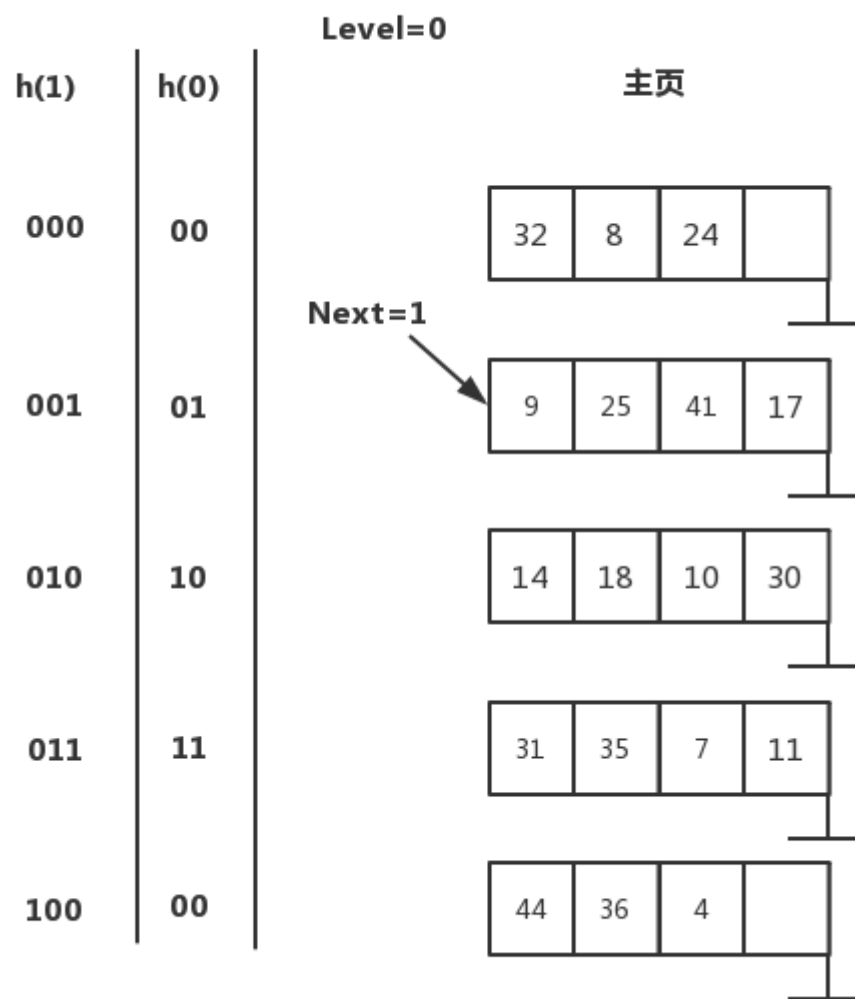 Level=0
h(1) h(0) 主页
000 00 32 8 24
Next=1
001 01 9 25 41 17
010 10 14 18 10 30
011 11 31 35 7 11
100 00 44 36 4